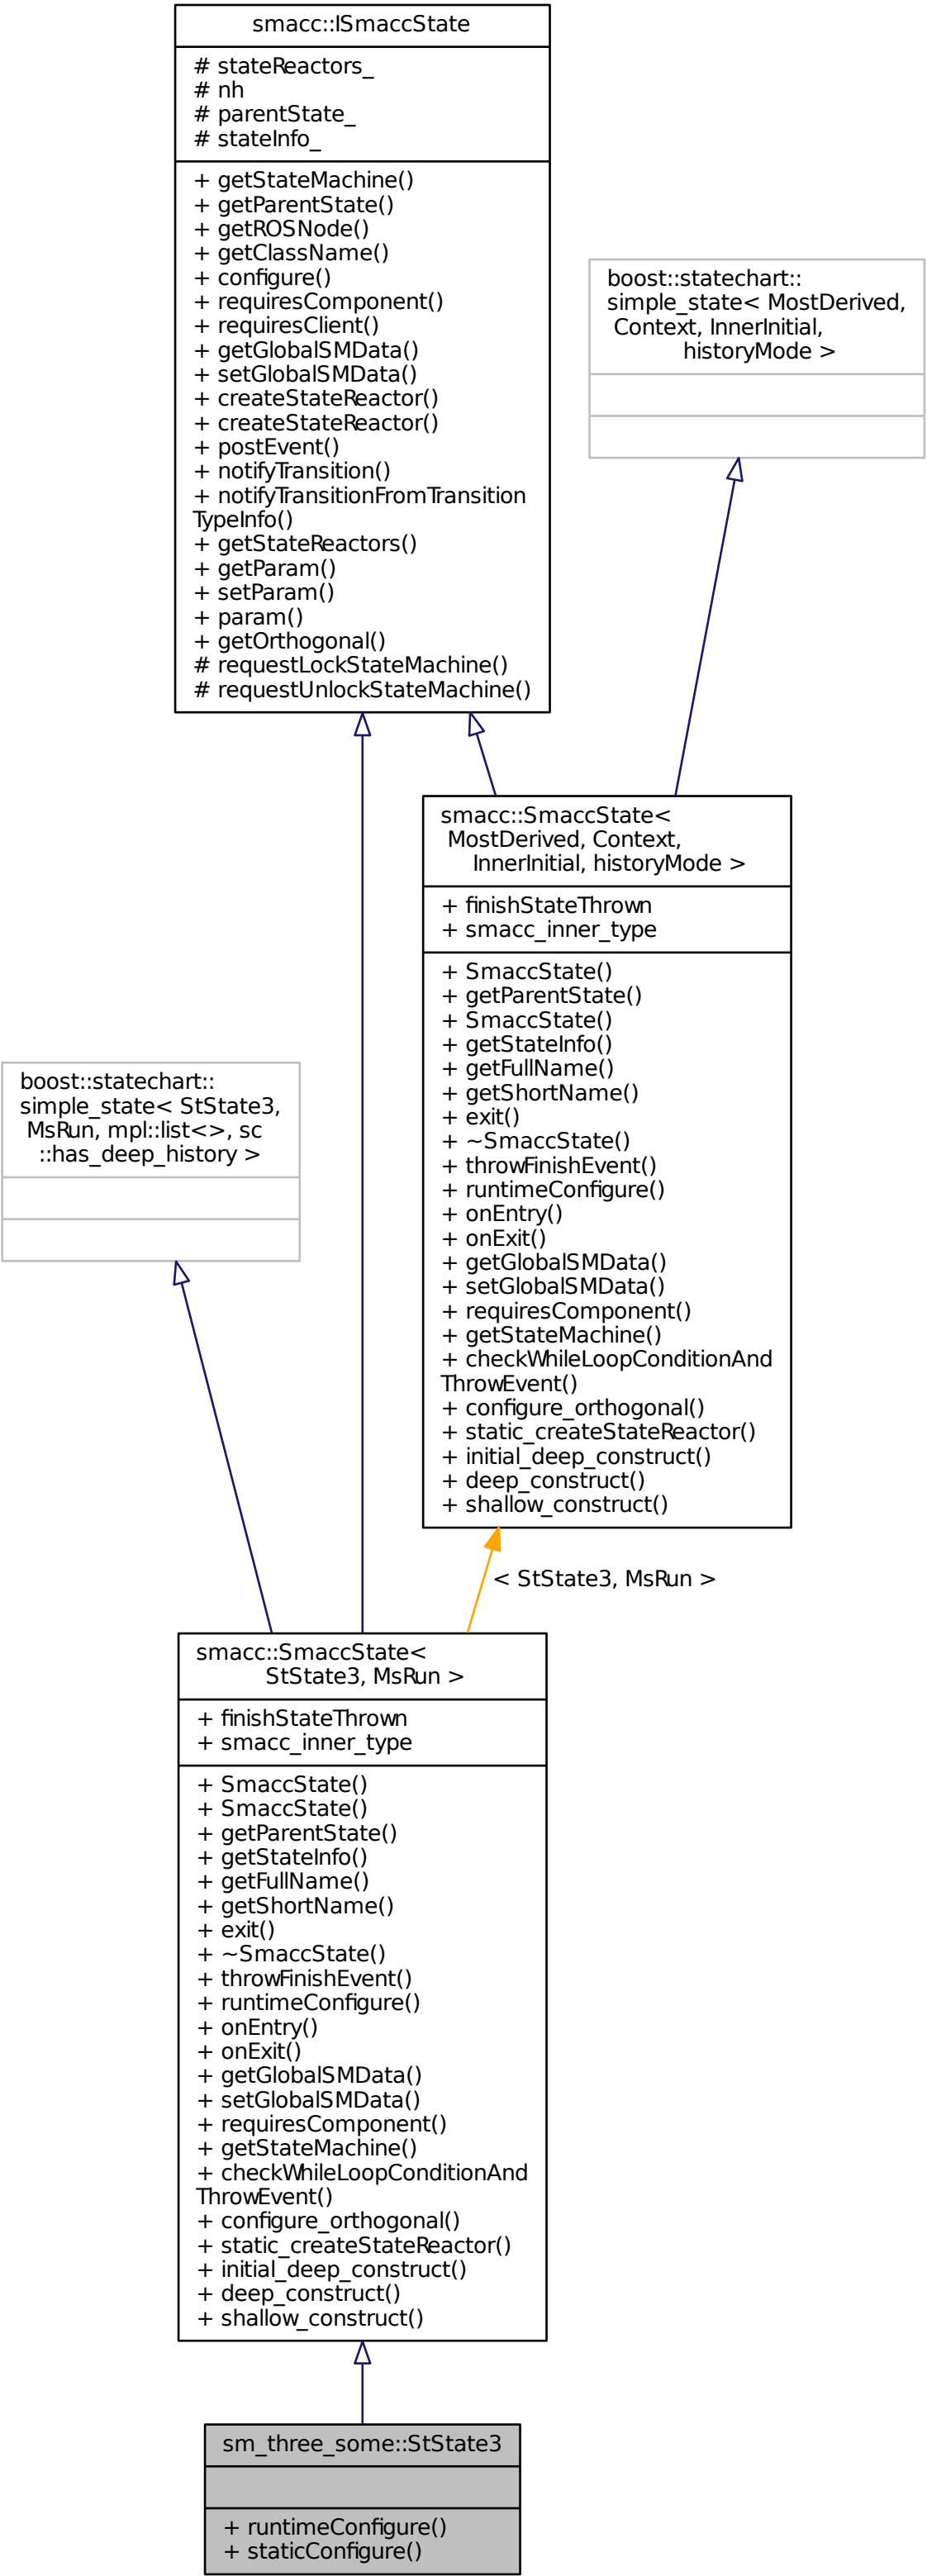 smacc::ISmaccState
# stateReactors_
# nh
# parentState_
# stateInfo_
+ getStateMachine()
+ getParentState()
+ getROSNode()
+ getClassName()
+ configure()
+ requiresComponent()
+ requiresClient()
+ getGlobalSMData()
+ setGlobalSMData()
+ createStateReactor()
+ createStateReactor()
+ postEvent()
+ notifyTransition()
+ notifyTransitionFromTransition
TypeInfo()
+ getStateReactors()
+ getParam()
+ setParam()
+ param()
+ getOrthogonal()
# requestLockStateMachine()
# requestUnlockStateMachine()
boost::statechart::
simple_state< MostDerived,
Context, InnerInitial,
historyMode >
smacc::SmaccState<
MostDerived, Context,
InnerInitial, historyMode >
+ finishStateThrown
+ smacc_inner_type
+ SmaccState()
+ getParentState()
+ SmaccState()
+ getStateInfo()
+ getFullName()
+ getShortName()
+ exit()
+ ~SmaccState()
+ throwFinishEvent()
+ runtimeConfigure()
+ onEntry()
+ onExit()
+ getGlobalSMData()
+ setGlobalSMData()
+ requiresComponent()
+ getStateMachine()
+ checkWhileLoopConditionAnd
ThrowEvent()
+ configure_orthogonal()
+ static_createStateReactor()
+ initial_deep_construct()
+ deep_construct()
+ shallow_construct()
boost::statechart::
simple_state< StState3,
MsRun, mpl::list<>, sc
::has_deep_history >
< StState3, MsRun >
smacc::SmaccState<
StState3, MsRun >
+ finishStateThrown
+ smacc_inner_type
+ SmaccState()
+ SmaccState()
+ getParentState()
+ getStateInfo()
+ getFullName()
+ getShortName()
+ exit()
+ ~SmaccState()
+ throwFinishEvent()
+ runtimeConfigure()
+ onEntry()
+ onExit()
+ getGlobalSMData()
+ setGlobalSMData()
+ requiresComponent()
+ getStateMachine()
+ checkWhileLoopConditionAnd
ThrowEvent()
+ configure_orthogonal()
+ static_createStateReactor()
+ initial_deep_construct()
+ deep_construct()
+ shallow_construct()
sm_three_some::StState3
+ runtimeConfigure()
+ staticConfigure()